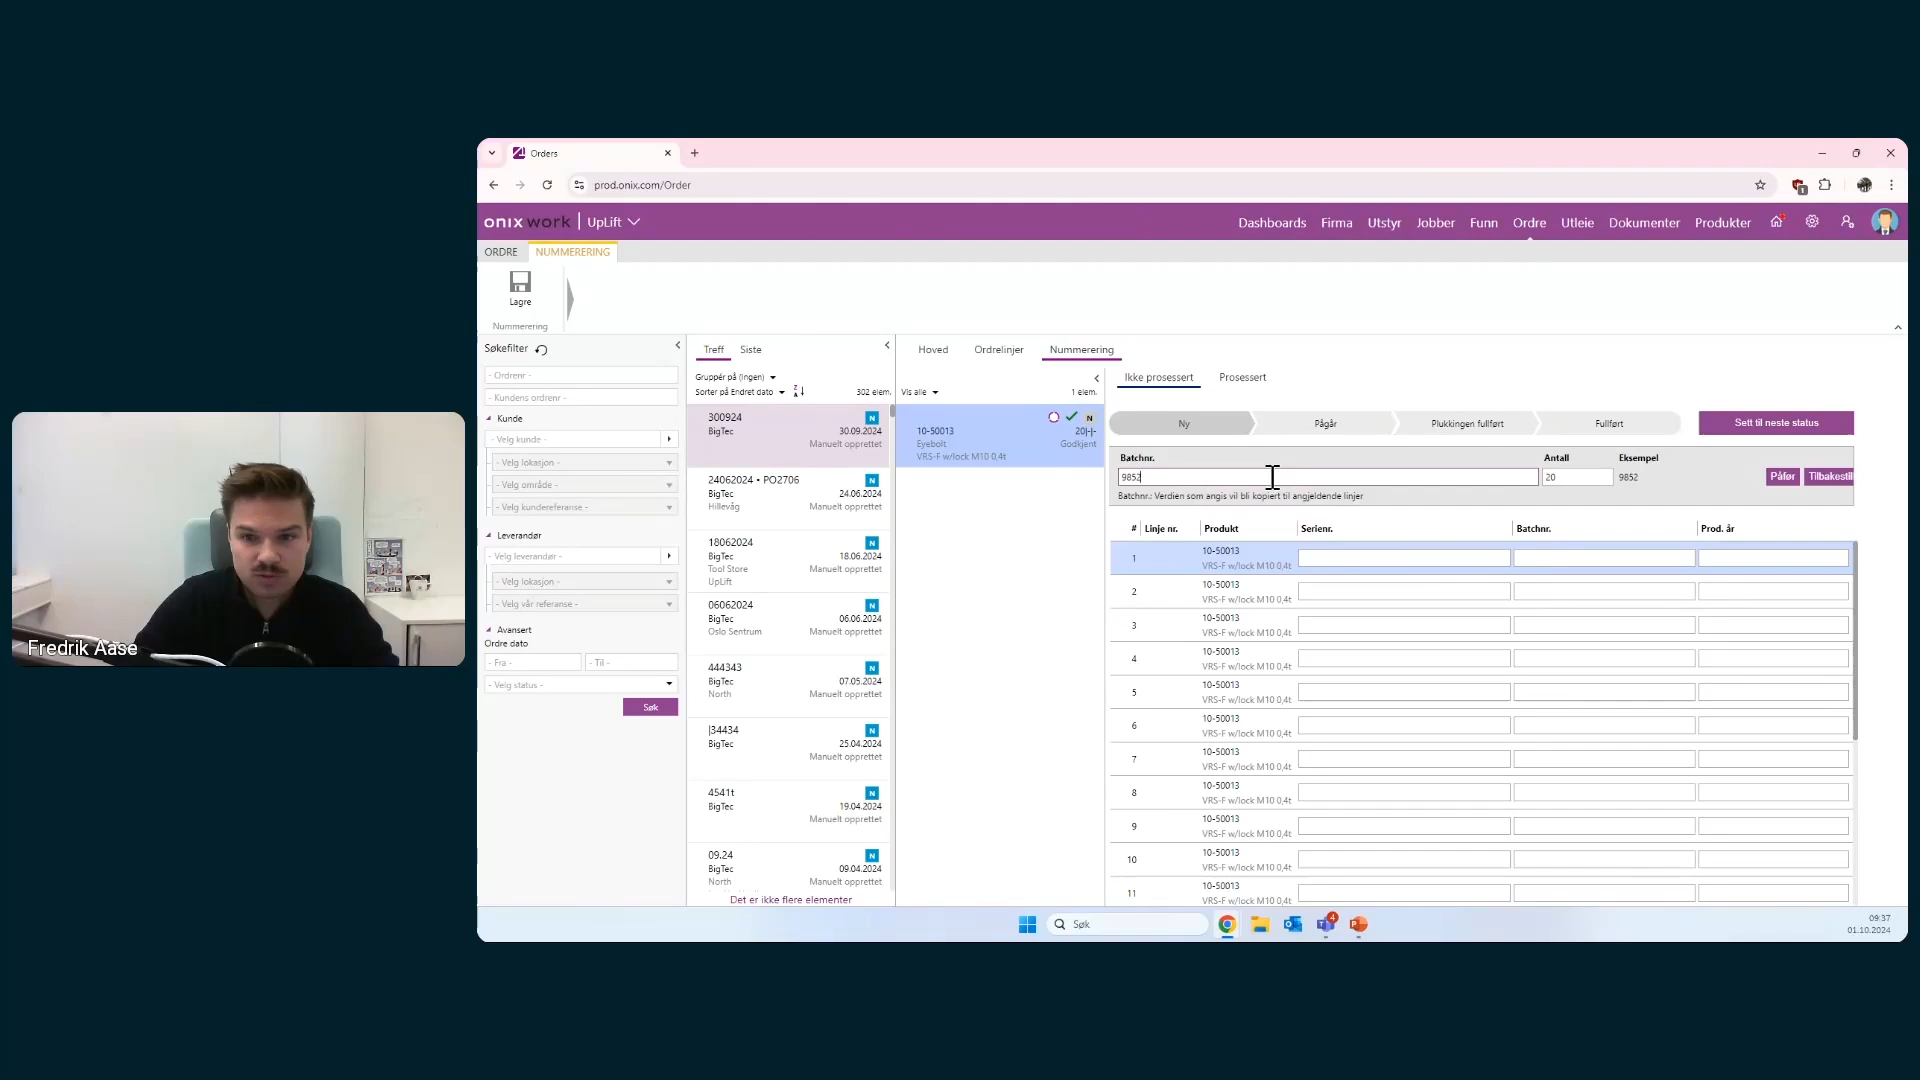 Orders
prod.onix.com/Order
onix work | UpLift
Dashboards Firma Utstyr Jobber Funn Ordre Utleie Dokumenter Produkter
ORDRE NUMMERERING
Lagre
Nummerering
Søkefilter
- Ordrenr -
- Kundens ordrenr -
Kunde
- Velg kunde -
- Velg lokasjon -
- Velg område -
- Velg kundereferanse -
Leverandør
- Velg leverandør -
- Velg lokasjon -
- Velg vår referanse -
Avansert
Ordre dato
- Fra - - Til -
- Velg status -
Søk
Treff Siste
Gruppér på (Ingen)
Sorter på Endret dato 302 elem.
300924 N
BigTec 30.09.2024
Manuelt opprettet
24062024 • PO2706 N
BigTec 24.06.2024
Hillevåg Manuelt opprettet
18062024 N
BigTec 18.06.2024
Tool Store Manuelt opprettet
UpLift
06062024 N
BigTec 06.06.2024
Oslo Sentrum Manuelt opprettet
444343 N
BigTec 07.05.2024
North Manuelt opprettet
|34434 N
BigTec 25.04.2024
Manuelt opprettet
4541t N
BigTec 19.04.2024
Manuelt opprettet
09.24 N
BigTec 09.04.2024
North Manuelt opprettet
Det er ikke flere elementer
Hoved Ordrelinjer Nummerering
Vis alle 1 elem.
N
10-50013 20|-|-
Eyebolt Godkjent
VRS-F w/lock M10 0,4t
Ikke prosessert Prosessert
Ny Pågår Plukkingen fullført Fullført Sett til neste status
Batchnr. Antall Eksempel
9852 20 9852 Påfør Tilbakestill
Batchnr.: Verdien som angis vil bli kopiert til angjeldende linjer
# Linje nr. Produkt Serienr. Batchnr. Prod. år
1 10-50013
VRS-F w/lock M10 0,4t
2 10-50013
VRS-F w/lock M10 0,4t
3 10-50013
VRS-F w/lock M10 0,4t
4 10-50013
VRS-F w/lock M10 0,4t
5 10-50013
VRS-F w/lock M10 0,4t
6 10-50013
VRS-F w/lock M10 0,4t
7 10-50013
VRS-F w/lock M10 0,4t
8 10-50013
VRS-F w/lock M10 0,4t
9 10-50013
VRS-F w/lock M10 0,4t
10 10-50013
VRS-F w/lock M10 0,4t
11 10-50013
VRS-F w/lock M10 0,4t
Fredrik Aase
Søk
4
09:37
01.10.2024